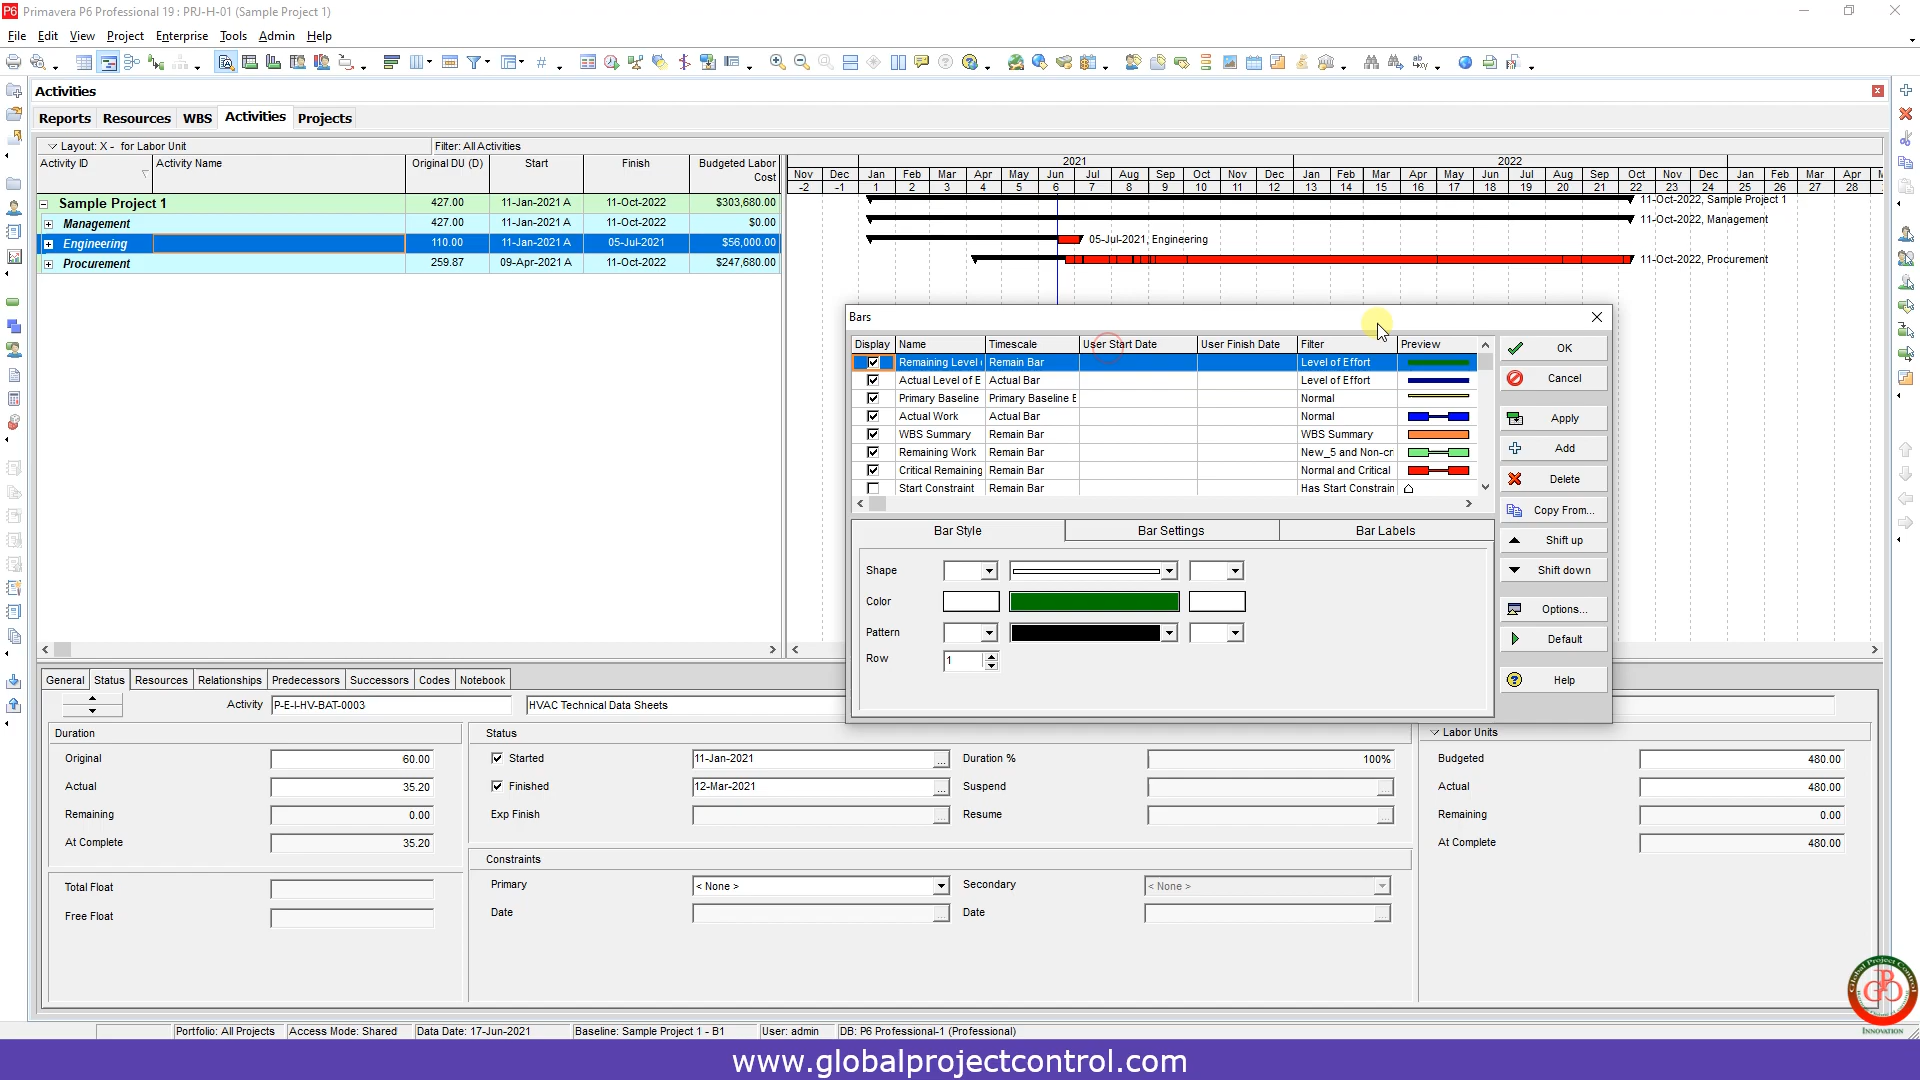 P6 Primavera P6 Professional 19 : PRJ-H-01 (Sample Project 1)
File Edit View Project Enterprise Tools Admin Help
Activities
Reports Resources WBS Activities Projects
Layout: X - for Labor Unit Filter: All Activities
Activity ID Activity Name Original DU (D) Start Finish Budgeted Labor Cost
2021 2022
Nov Dec Jan Feb Mar Apr May Jun Jul Aug Sep Oct Nov Dec Jan Feb Mar Apr May Jun Jul Aug Sep Oct Nov Dec Jan Feb Mar Apr
-2 -1 1 2 3 4 5 6 7 8 9 10 11 12 13 14 15 16 17 18 19 20 21 22 23 24 25 26 27 28
Sample Project 1 427.00 11-Jan-2021 A 11-Oct-2022 $303,680.00 11-Oct-2022, Sample Project 1
Management 427.00 11-Jan-2021 A 11-Oct-2022 $0.00 11-Oct-2022, Management
Engineering 110.00 11-Jan-2021 A 05-Jul-2021 $56,000.00 05-Jul-2021, Engineering
Procurement 259.87 09-Apr-2021 A 11-Oct-2022 $247,680.00 11-Oct-2022, Procurement
Bars
Display Name Timescale User Start Date User Finish Date Filter Preview
Remaining Level Remain Bar Level of Effort
Actual Level of E Actual Bar Level of Effort
Primary Baseline Primary Baseline E Normal
Actual Work Actual Bar Normal
WBS Summary Remain Bar WBS Summary
Remaining Work Remain Bar New_5 and Non-cr
Critical Remaining Remain Bar Normal and Critical
Start Constraint Remain Bar Has Start Constrain
OK
Cancel
Apply
Add
Delete
Copy From...
Shift up
Shift down
Options...
Default
Help
Bar Style Bar Settings Bar Labels
Shape
Color
Pattern
Row 1
General Status Resources Relationships Predecessors Successors Codes Notebook
Activity P-E-I-HV-BAT-0003 HVAC Technical Data Sheets
Duration Status Labor Units
Original 60.00 Started 11-Jan-2021 Duration % 100% Budgeted 480.00
Actual 35.20 Finished 12-Mar-2021 Suspend Actual 480.00
Remaining 0.00 Exp Finish Resume Remaining 0.00
At Complete 35.20 At Complete 480.00
Constraints
Total Float Primary < None > Secondary < None >
Free Float Date Date
Portfolio: All Projects Access Mode: Shared Data Date: 17-Jun-2021 Baseline: Sample Project 1 - B1 User: admin DB: P6 Professional-1 (Professional)
Global Project Control
GPC
INNOVATION
www.globalprojectcontrol.com